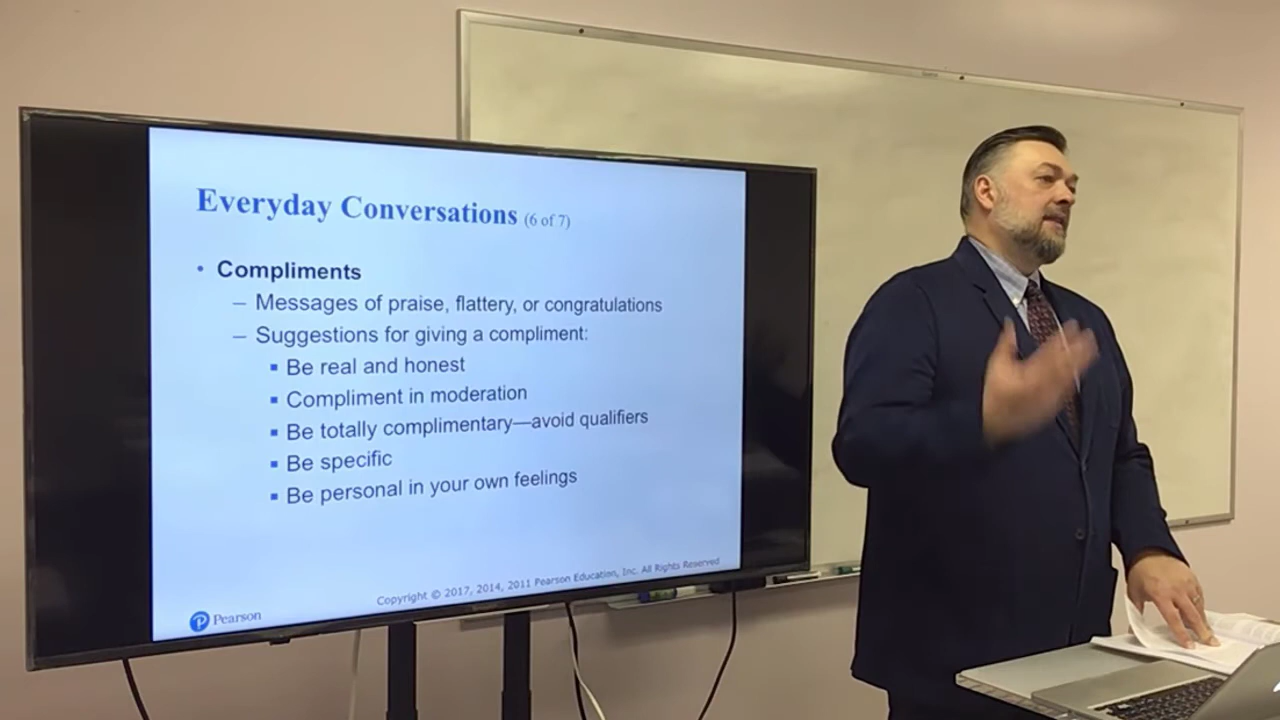 Everyday Conversations (6 of 7)
• Compliments
– Messages of praise, flattery, or congratulations
– Suggestions for giving a compliment:
▪ Be real and honest
▪ Compliment in moderation
▪ Be totally complimentary—avoid qualifiers
▪ Be specific
▪ Be personal in your own feelings
Copyright © 2017, 2014, 2011 Pearson Education, Inc. All Rights Reserved
Pearson